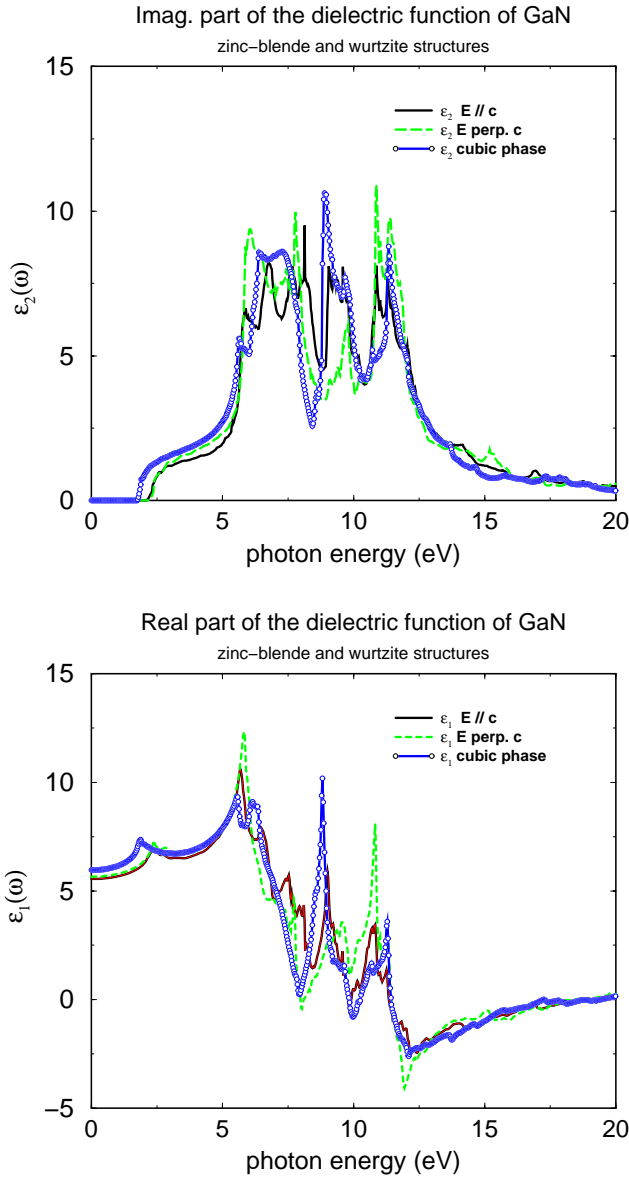 Imag. part of the dielectric function of GaN
zinc−blende and wurtzite structures
15
10
5
0
ε₂(ω)
ε₂ E // c
ε₂ E perp. c
ε₂ cubic phase
0 5 10 15 20
photon energy (eV)
Real part of the dielectric function of GaN
zinc−blende and wurtzite structures
15
10
5
0
−5
ε₁(ω)
ε₁ E // c
ε₁ E perp. c
ε₁ cubic phase
0 5 10 15 20
photon energy (eV)